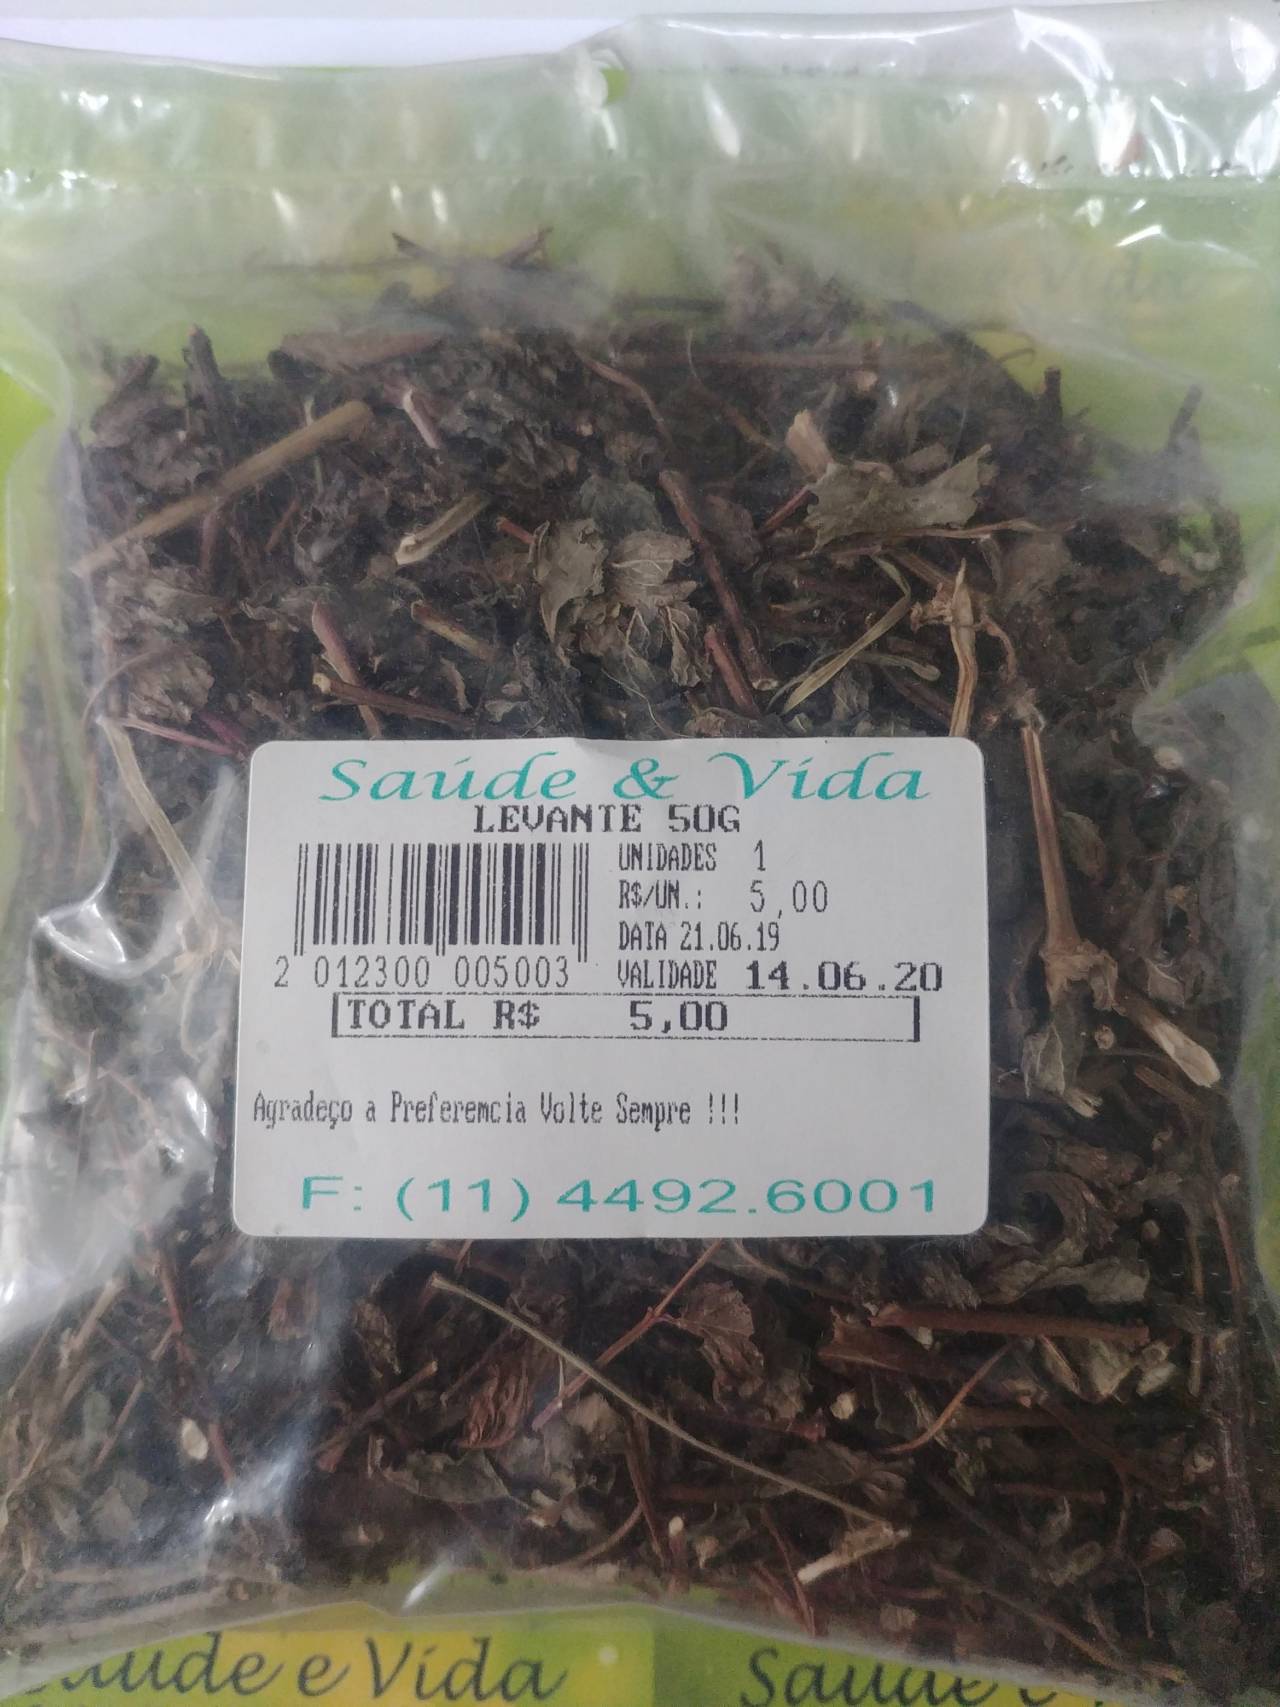 Vida
Saúde & Vida
LEVANTE 50G
UNIDADES 1
R$/UN.: 5,00
DATA 21.06.19
2 012300 005003
VALIDADE 14.06.20
TOTAL R$ 5,00
Agradeço a Preferemcia Volte Sempre !!!
F: (11) 4492.6001
e Vida
Saúde e